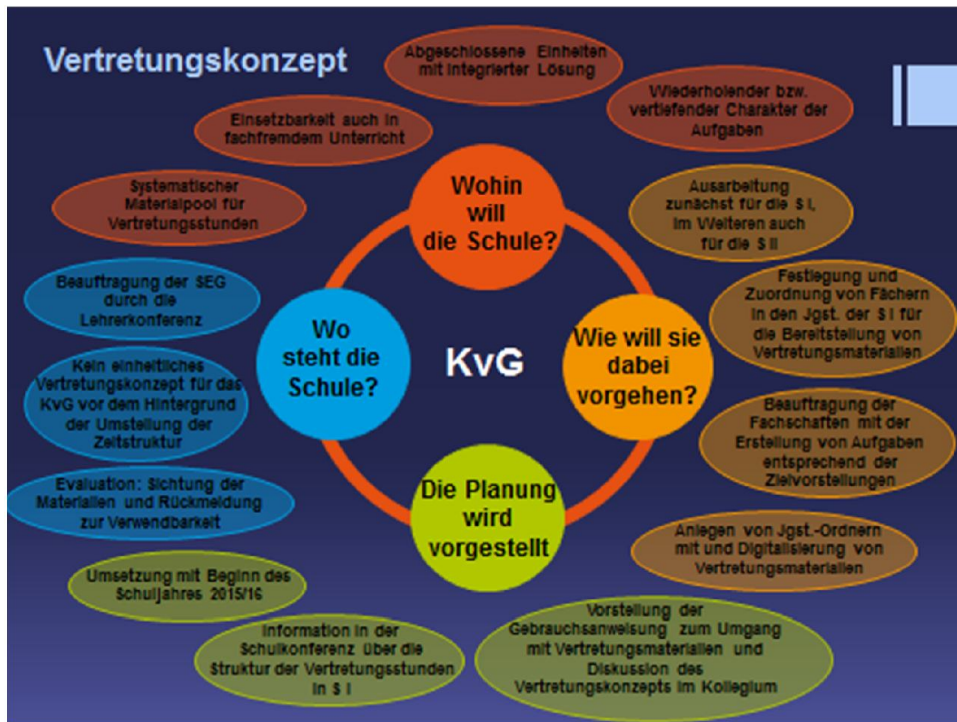 Vertretungskonzept
Abgeschlossene Einheiten
mit integrierter Lösung
Wiederholender bzw.
vertiefender Charakter der
Aufgaben
Einsetzbarkeit auch in
fachfremdem Unterricht
Systematischer
Materialpool für
Vertretungsstunden
Wohin
will
die Schule?
Ausarbeitung
zunächst für die S I,
im Weiteren auch
für die S II
Beauftragung der SEG
durch die
Lehrerkonferenz
Festlegung und
Zuordnung von Fächern
in den Jgst. der S I für
die Bereitstellung von
Vertretungsmaterialien
Wo
steht die
Schule?
KvG
Wie will sie
dabei
vorgehen?
Kein einheitliches
Vertretungskonzept für das
KvG vor dem Hintergrund
der Umstellung der
Zeitstruktur
Beauftragung der
Fachschaften mit der
Erstellung von Aufgaben
entsprechend der
Zielvorstellungen
Evaluation: Sichtung der
Materialien und Rückmeldung
zur Verwendbarkeit
Die Planung
wird
vorgestellt
Anlegen von Jgst.-Ordnern
mit und Digitalisierung von
Vertretungsmaterialien
Umsetzung mit Beginn des
Schuljahres 2015/16
Information in der
Schulkonferenz über die
Struktur der Vertretungsstunden
in S I
Vorstellung der
Gebrauchsanweisung zum Umgang
mit Vertretungsmaterialien und
Diskussion des
Vertretungskonzepts im Kollegium